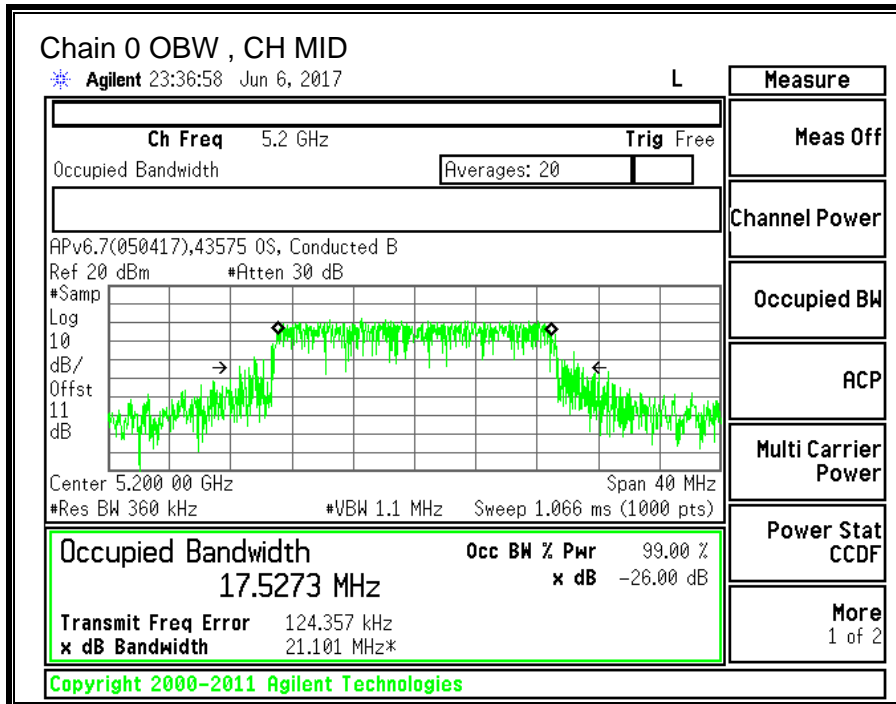 Chain 0 OBW , CH MID
Agilent 23:36:58 Jun 6, 2017 L
Ch Freq 5.2 GHz Trig Free
Occupied Bandwidth Averages: 20
APv6.7(050417),43575 OS, Conducted B
Ref 20 dBm #Atten 30 dB
#Samp
Log
10
dB/
Offst
11
dB
Center 5.200 00 GHz Span 40 MHz
#Res BW 360 kHz #VBW 1.1 MHz Sweep 1.066 ms (1000 pts)
Occupied Bandwidth Occ BW % Pwr 99.00 %
17.5273 MHz x dB -26.00 dB
Transmit Freq Error 124.357 kHz
x dB Bandwidth 21.101 MHz*
Copyright 2000-2011 Agilent Technologies
Measure
Meas Off
Channel Power
Occupied BW
ACP
Multi Carrier
Power
Power Stat
CCDF
More
1 of 2